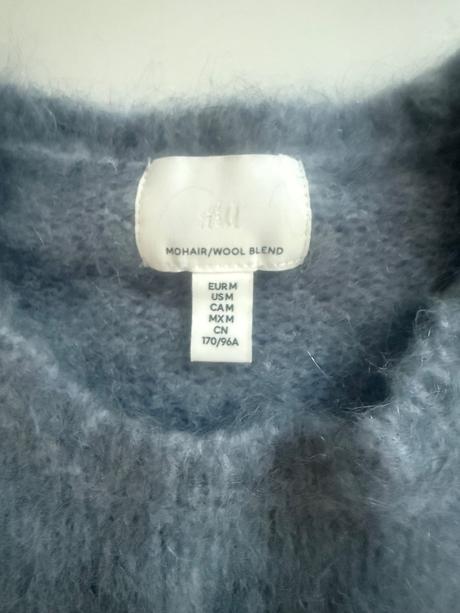 H&M
MOHAIR/WOOL BLEND
EUR M
US M
CA M
MX M
CN
170/96A